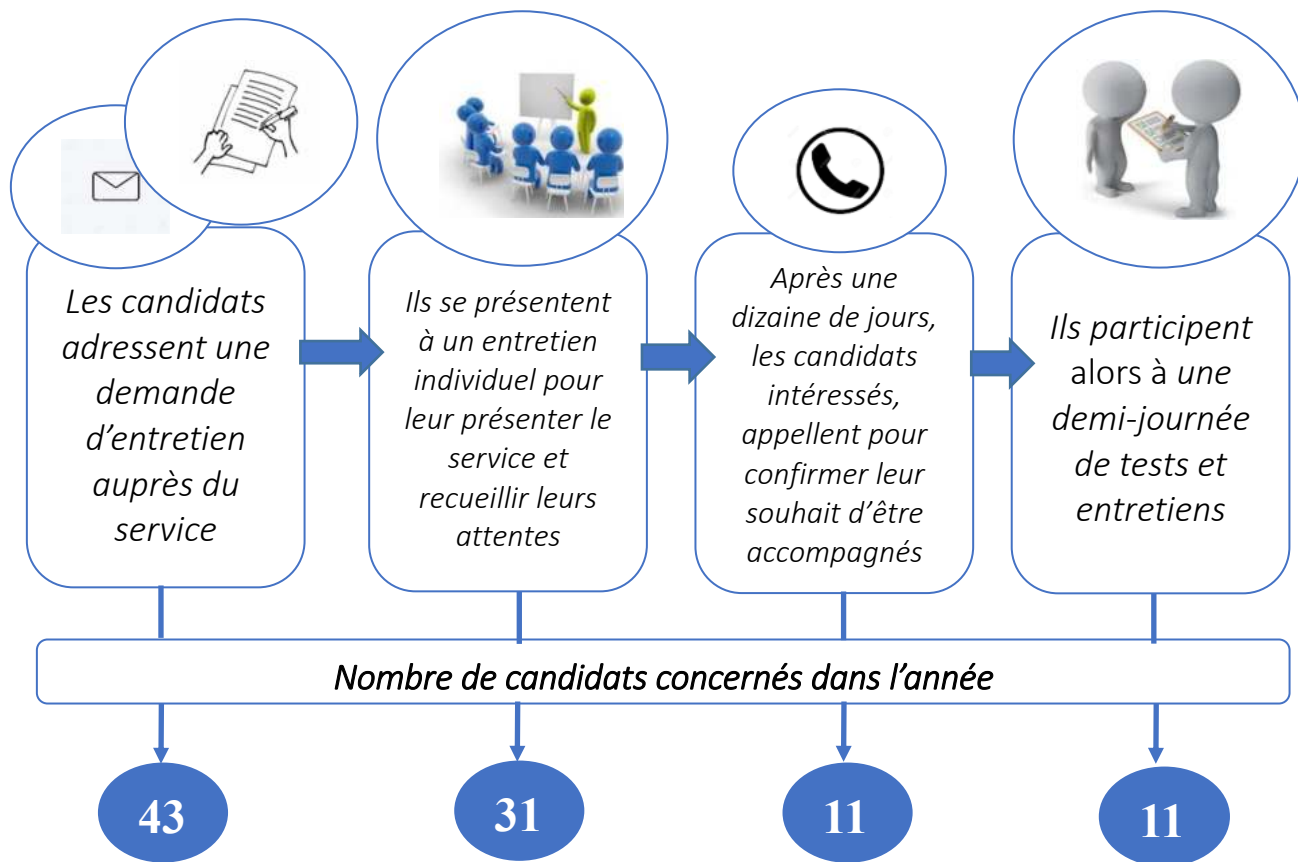 Les candidats
adressent une
demande
d’entretien
auprès du
service
Ils se présentent
à un entretien
individuel pour
leur présenter le
service et
recueillir leurs
attentes
Après une
dizaine de jours,
les candidats
intéressés,
appellent pour
confirmer leur
souhait d’être
accompagnés
Ils participent
alors à une
demi-journée
de tests et
entretiens
Nombre de candidats concernés dans l’année
43
31
11
11